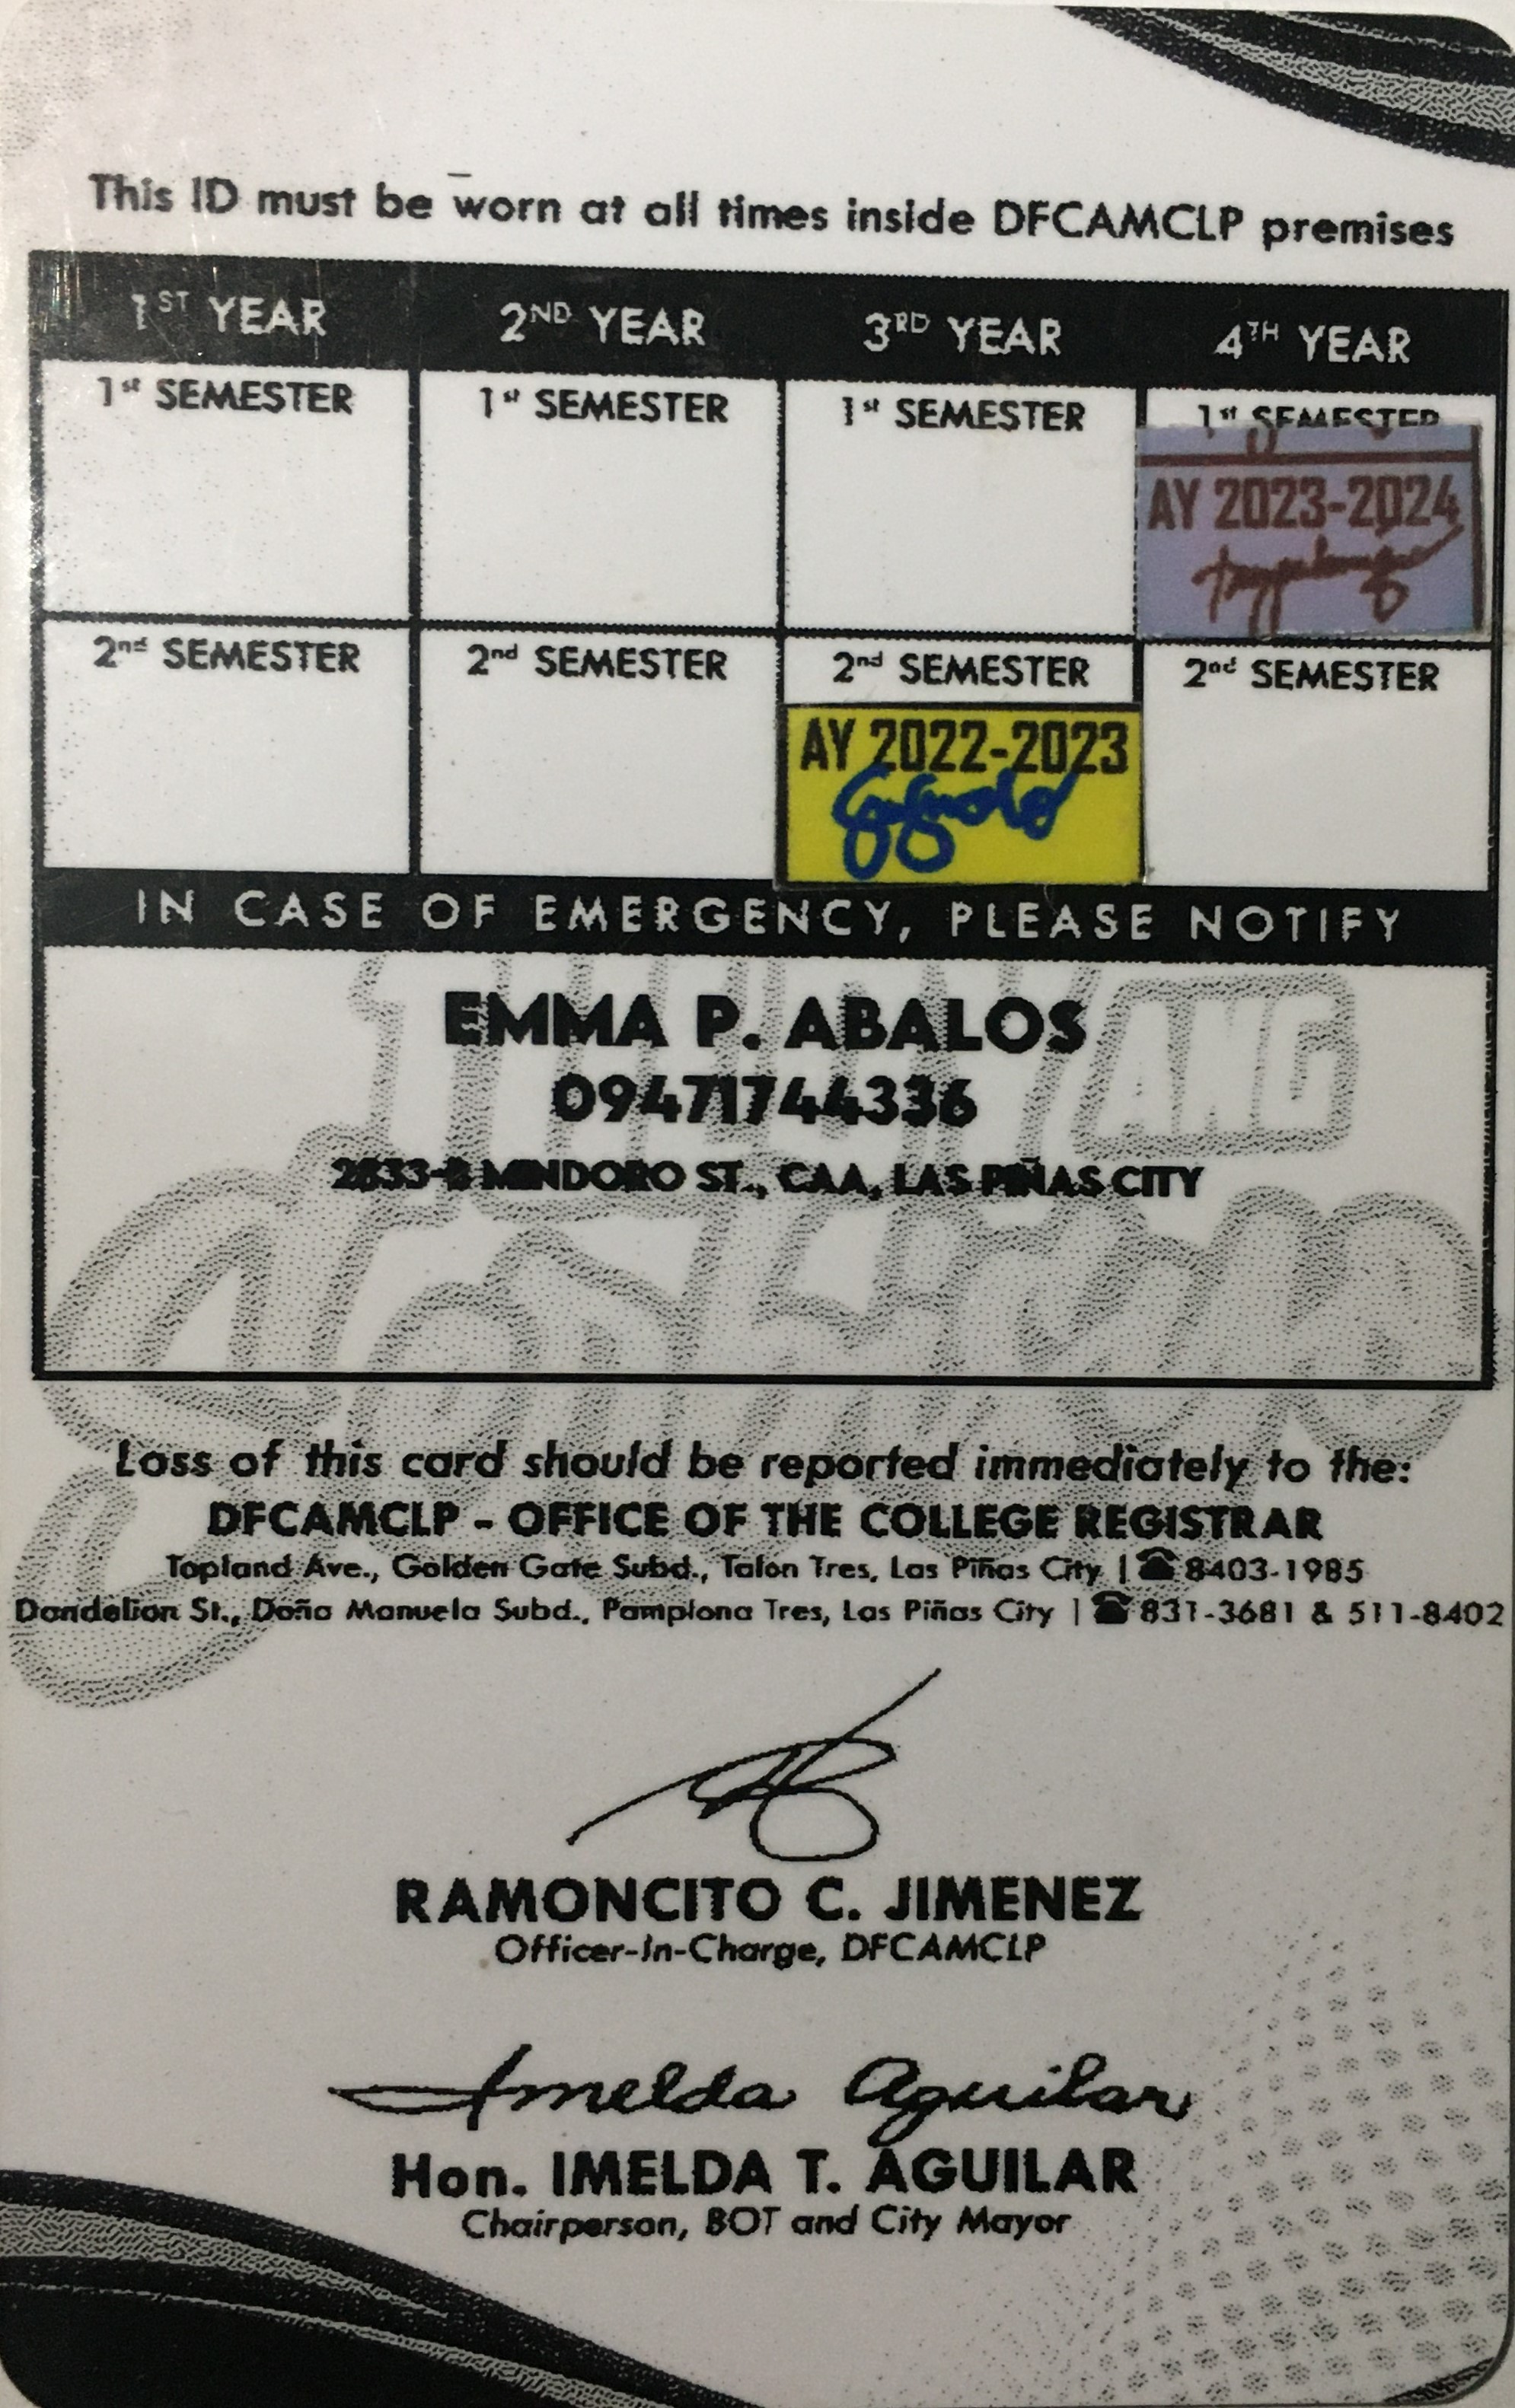 This ID must be worn at all times inside DFCAMCLP premises
1ST YEAR 2ND YEAR 3RD YEAR 4TH YEAR
1st SEMESTER 1st SEMESTER 1st SEMESTER 1st SEMESTER
AY 2023-2024
2nd SEMESTER 2nd SEMESTER 2nd SEMESTER 2nd SEMESTER
AY 2022-2023
IN CASE OF EMERGENCY, PLEASE NOTIFY
EMMA P. ABALOS
09471744336
2833-B MINDORO ST., CAA, LAS PIÑAS CITY
Loss of this card should be reported immediately to the:
DFCAMCLP - OFFICE OF THE COLLEGE REGISTRAR
Topland Ave., Golden Gate Subd., Talon Tres, Las Piñas City | ☎ 8403-1985
Dandelion St., Doña Manuela Subd., Pamplona Tres, Las Piñas City | ☎ 831-3681 & 511-8402
RAMONCITO C. JIMENEZ
Officer-In-Charge, DFCAMCLP
Imelda Aguilar
Hon. IMELDA T. AGUILAR
Chairperson, BOT and City Mayor